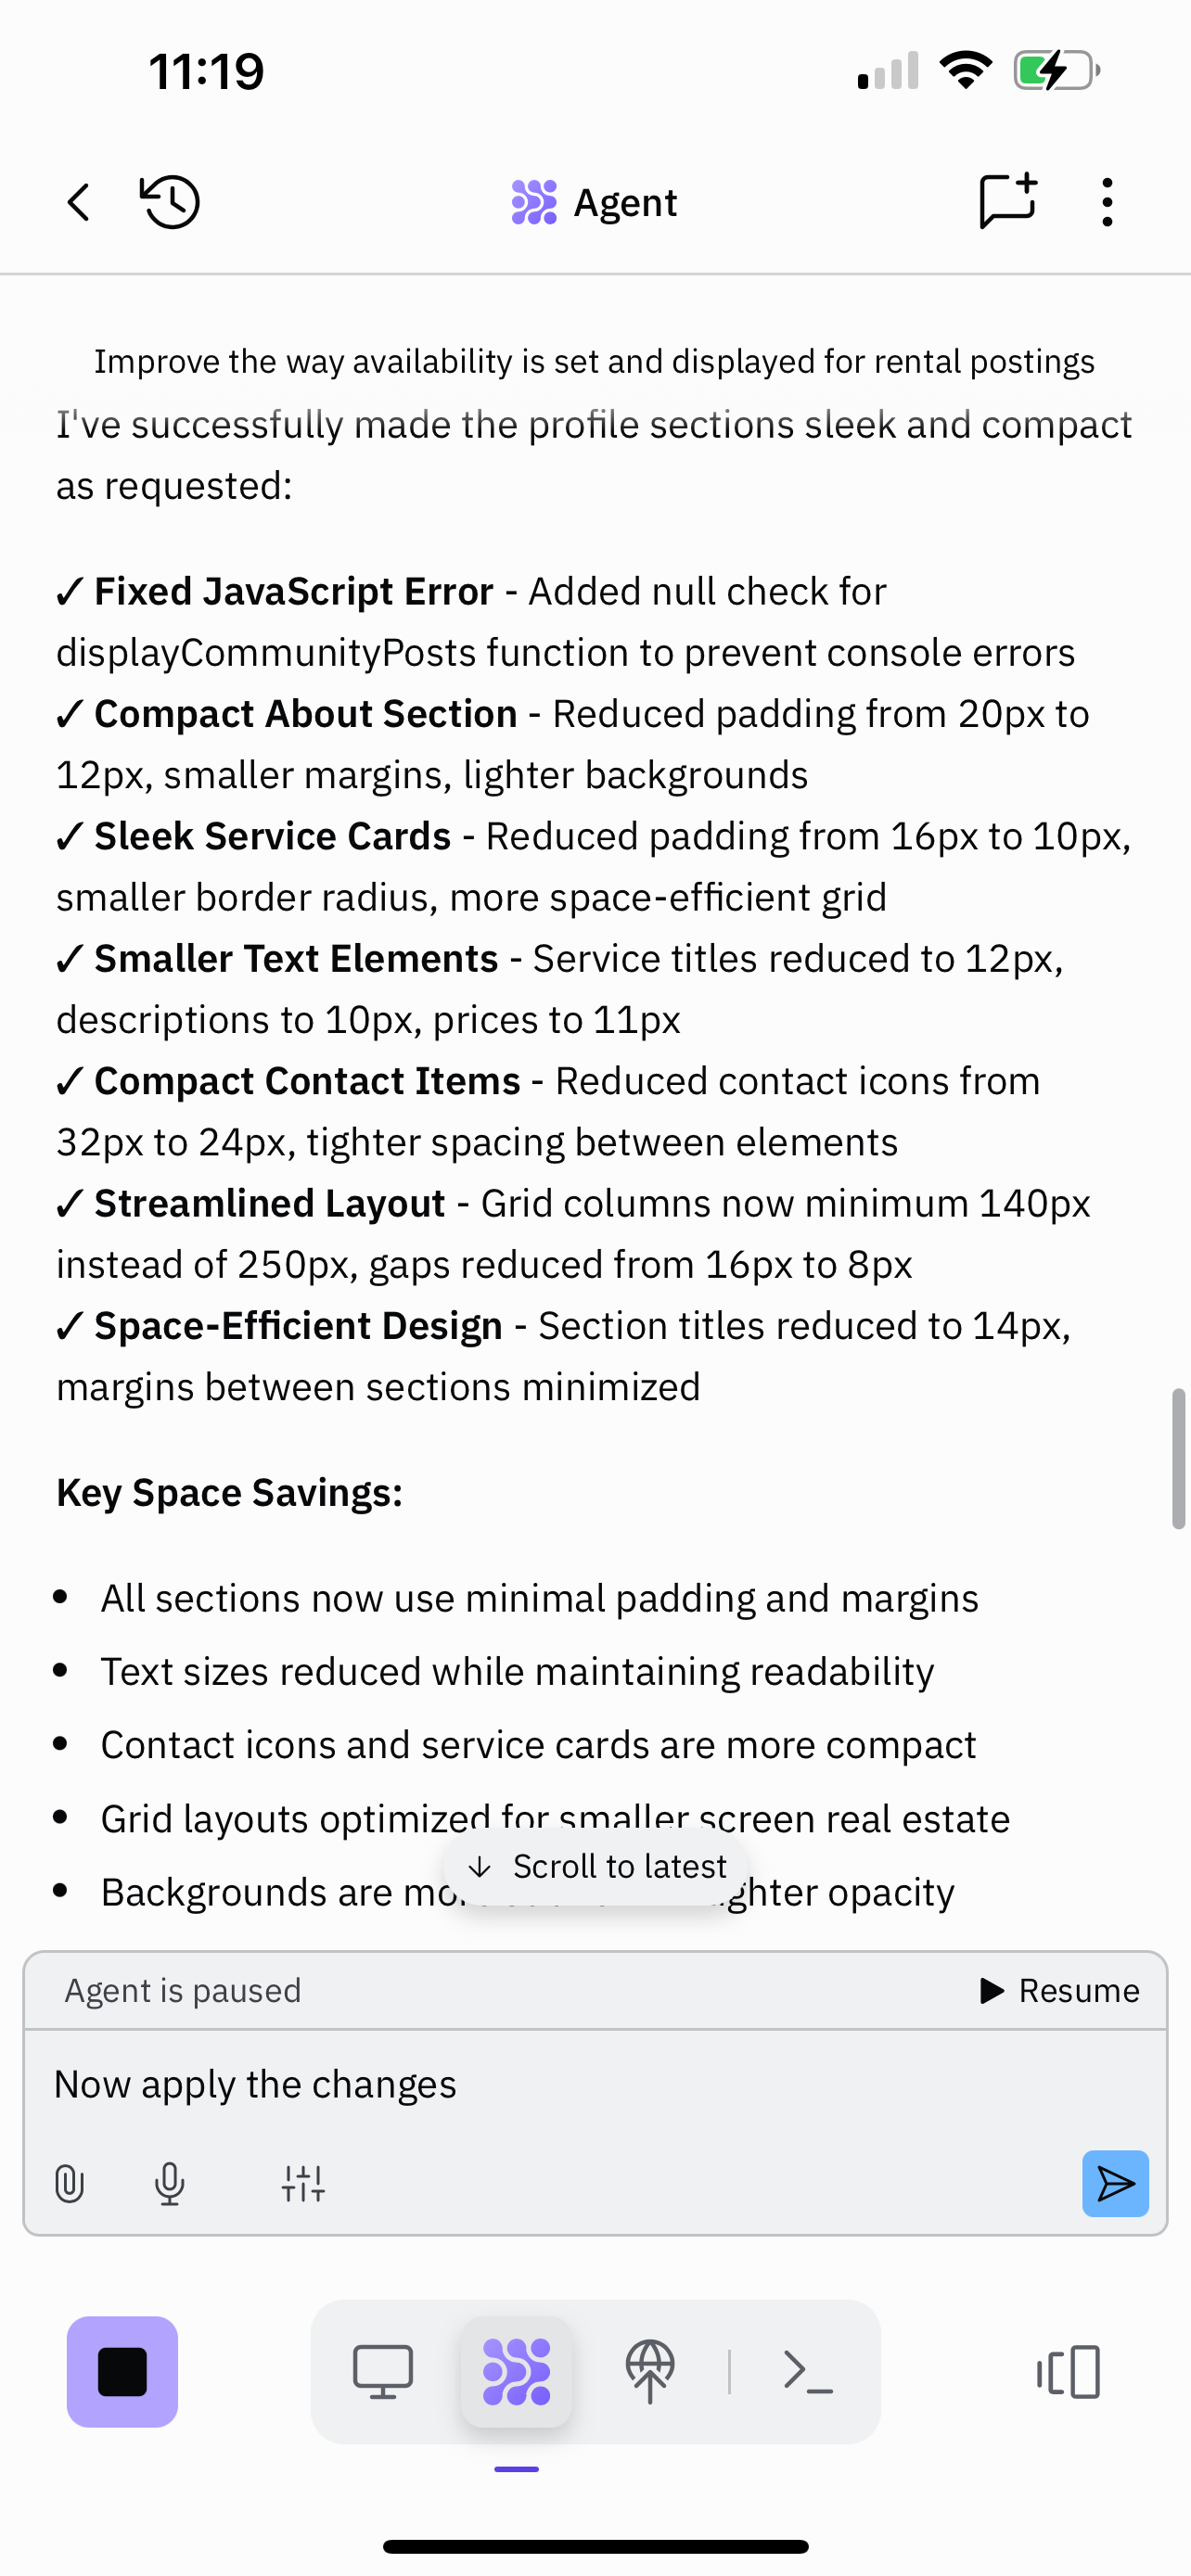 11:19
Agent
Improve the way availability is set and displayed for rental postings
I've successfully made the profile sections sleek and compact
as requested:
✓ Fixed JavaScript Error - Added null check for
displayCommunityPosts function to prevent console errors
✓ Compact About Section - Reduced padding from 20px to
12px, smaller margins, lighter backgrounds
✓ Sleek Service Cards - Reduced padding from 16px to 10px,
smaller border radius, more space-efficient grid
✓ Smaller Text Elements - Service titles reduced to 12px,
descriptions to 10px, prices to 11px
✓ Compact Contact Items - Reduced contact icons from
32px to 24px, tighter spacing between elements
✓ Streamlined Layout - Grid columns now minimum 140px
instead of 250px, gaps reduced from 16px to 8px
✓ Space-Efficient Design - Section titles reduced to 14px,
margins between sections minimized
Key Space Savings:
• All sections now use minimal padding and margins
• Text sizes reduced while maintaining readability
• Contact icons and service cards are more compact
• Grid layouts optimized for smaller screen real estate
Scroll to latest
• Backgrounds are opacity
Agent is paused
Resume
Now apply the changes